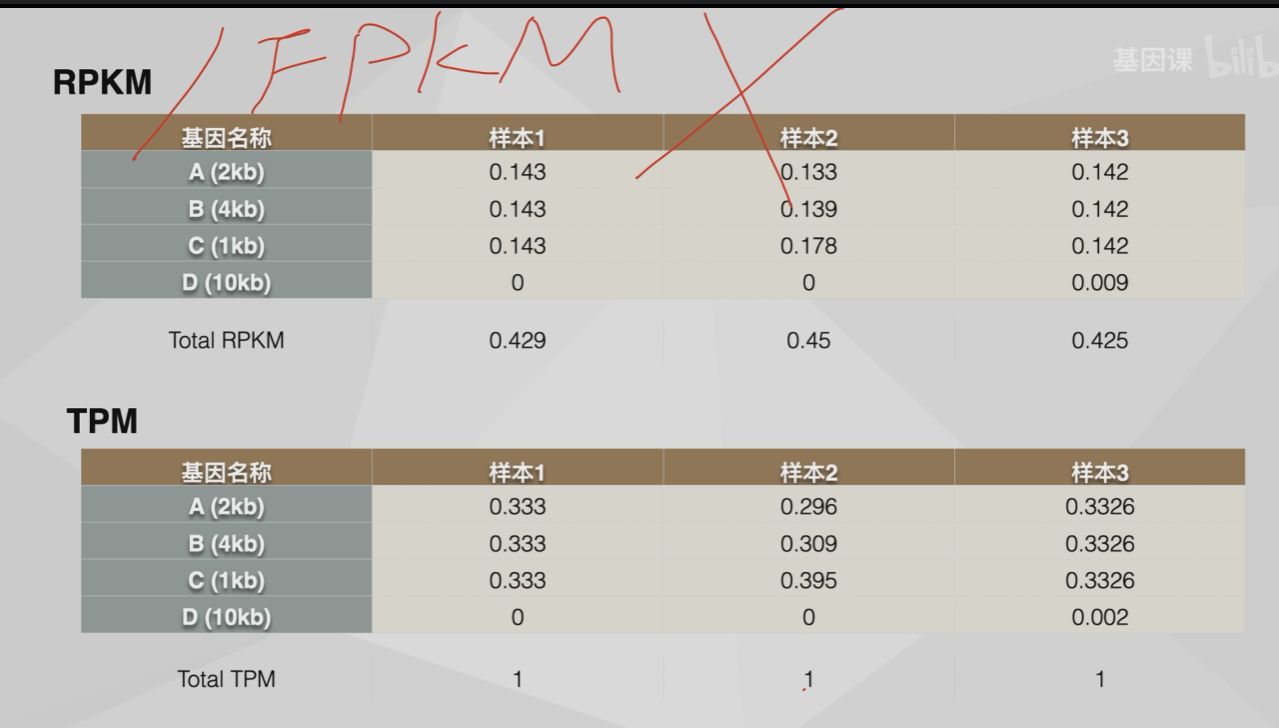 /FPKM
基因课 bilib
RPKM
基因名称 样本1 样本2 样本3
A (2kb) 0.143 0.133 0.142
B (4kb) 0.143 0.139 0.142
C (1kb) 0.143 0.178 0.142
D (10kb) 0 0 0.009
Total RPKM 0.429 0.45 0.425
TPM
基因名称 样本1 样本2 样本3
A (2kb) 0.333 0.296 0.3326
B (4kb) 0.333 0.309 0.3326
C (1kb) 0.333 0.395 0.3326
D (10kb) 0 0 0.002
Total TPM 1 1 1